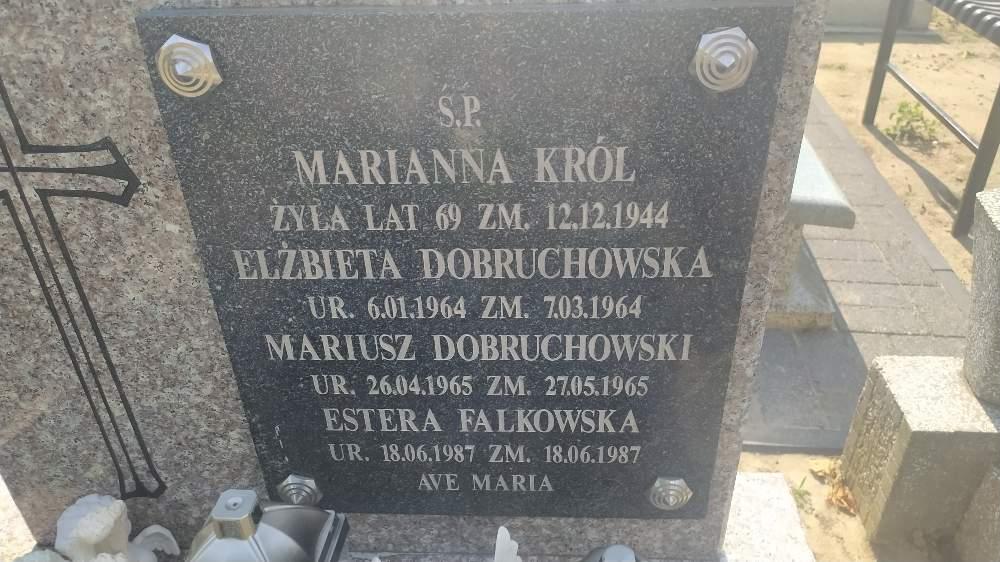 Ś.P.
MARIANNA KRÓL
ŻYŁA LAT 69 ZM. 12.12.1944
ELŻBIETA DOBRUCHOWSKA
UR. 6.01.1964 ZM. 7.03.1964
MARIUSZ DOBRUCHOWSKI
UR. 26.04.1965 ZM. 27.05.1965
ESTERA FALKOWSKA
UR. 18.06.1987 ZM. 18.06.1987
AVE MARIA